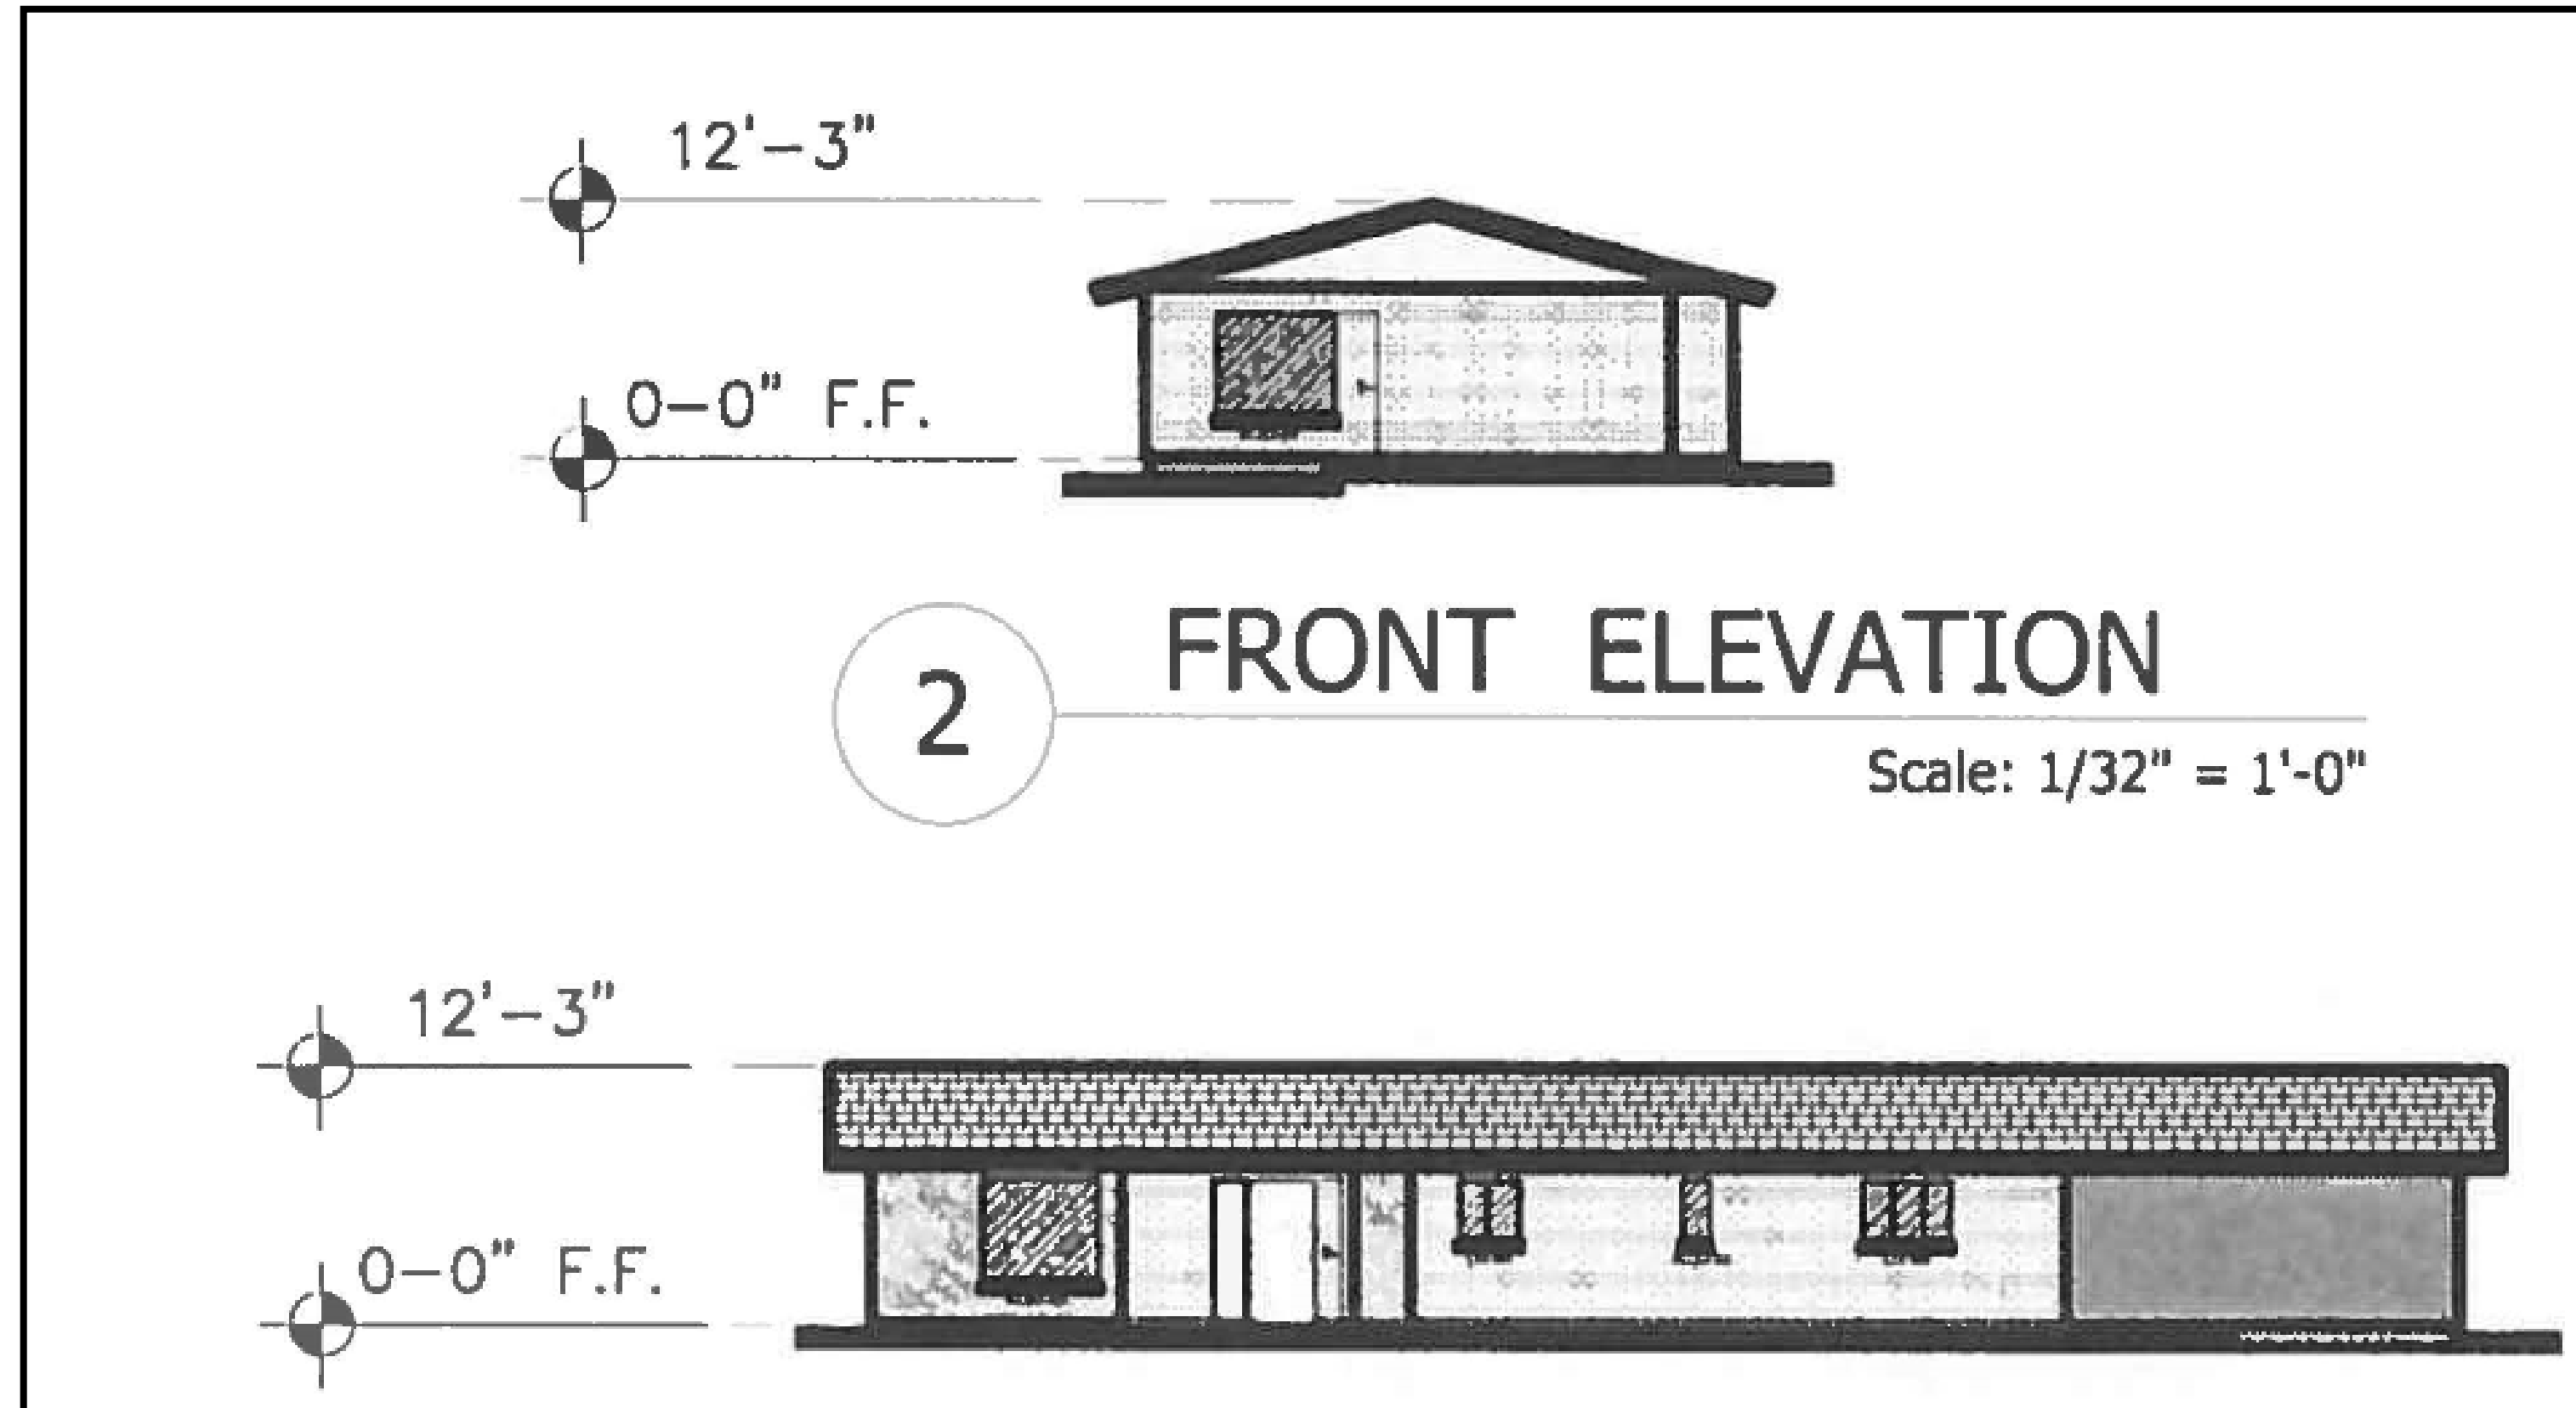 12'-3"
0-0" F.F.
2
FRONT ELEVATION
Scale: 1/32" = 1'-0"
12'-3"
0-0" F.F.